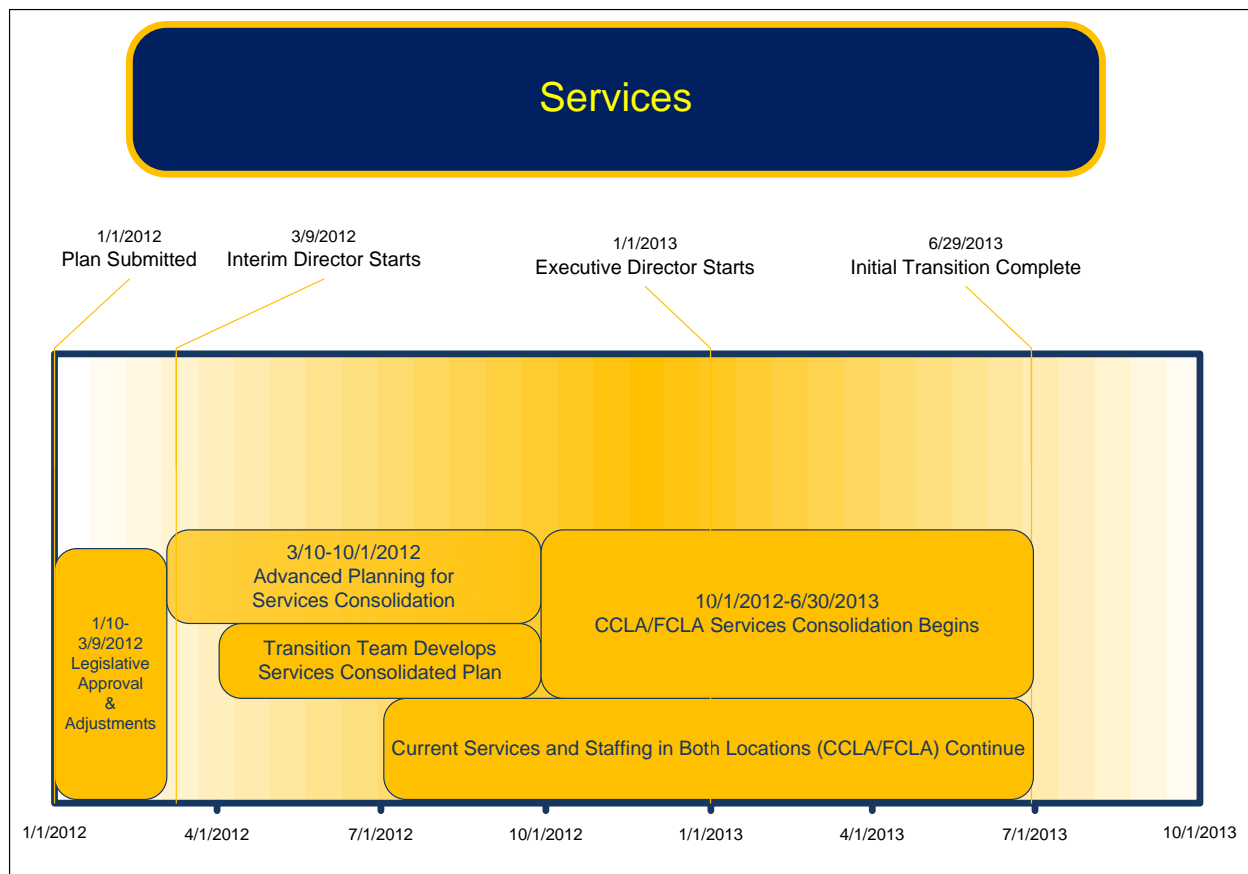 Services
1/1/2012
Plan Submitted
3/9/2012
Interim Director Starts
1/1/2013
Executive Director Starts
6/29/2013
Initial Transition Complete
1/10-
3/9/2012
Legislative
Approval
&
Adjustments
3/10-10/1/2012
Advanced Planning for
Services Consolidation
Transition Team Develops
Services Consolidated Plan
10/1/2012-6/30/2013
CCLA/FCLA Services Consolidation Begins
Current Services and Staffing in Both Locations (CCLA/FCLA) Continue
1/1/2012
4/1/2012
7/1/2012
10/1/2012
1/1/2013
4/1/2013
7/1/2013
10/1/2013